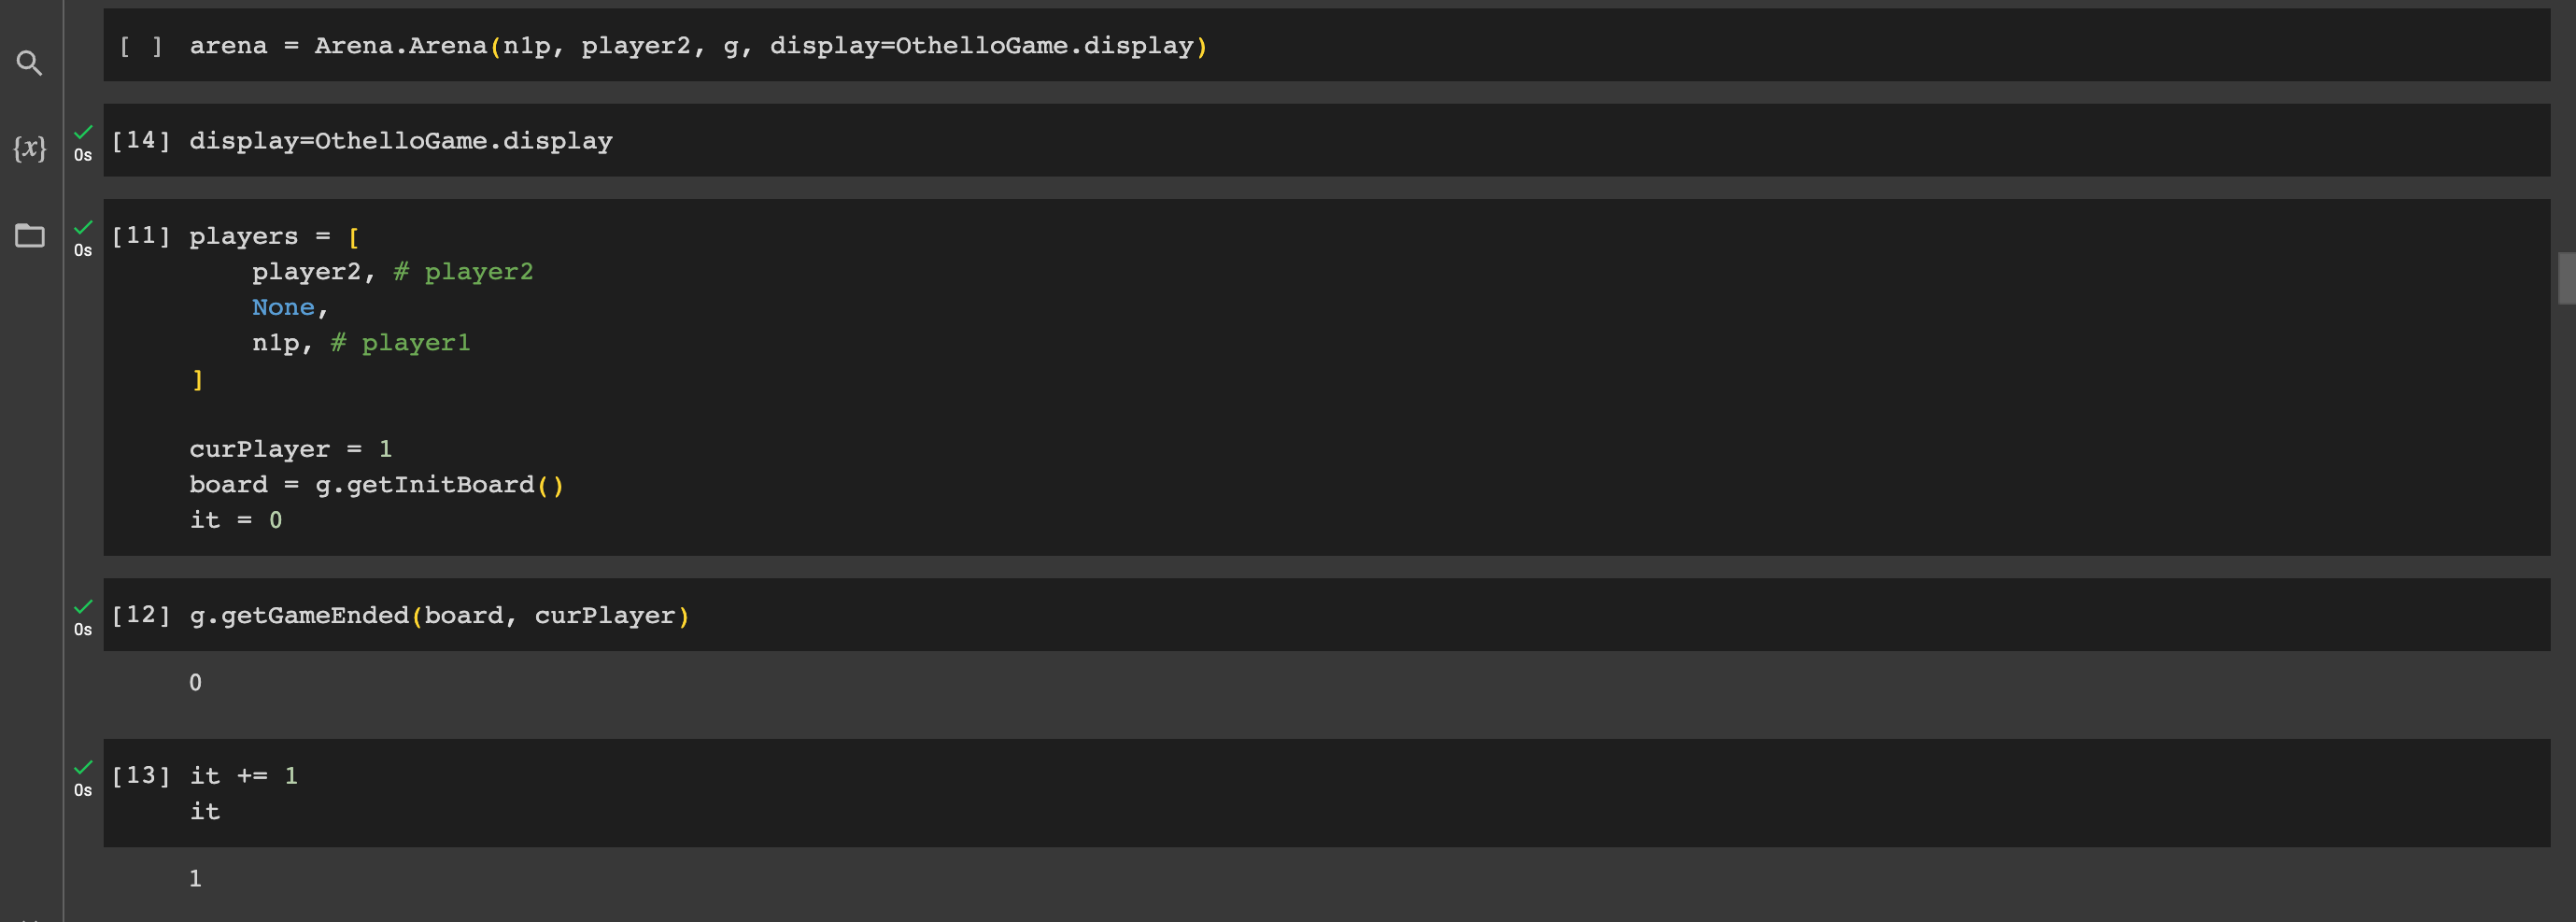 [ ] arena = Arena.Arena(n1p, player2, g, display=OthelloGame.display)
{x}
0s [14] display=OthelloGame.display
0s [11] players = [
    player2, # player2
    None,
    n1p, # player1
]
curPlayer = 1
board = g.getInitBoard()
it = 0
0s [12] g.getGameEnded(board, curPlayer)
0
0s [13] it += 1
it
1